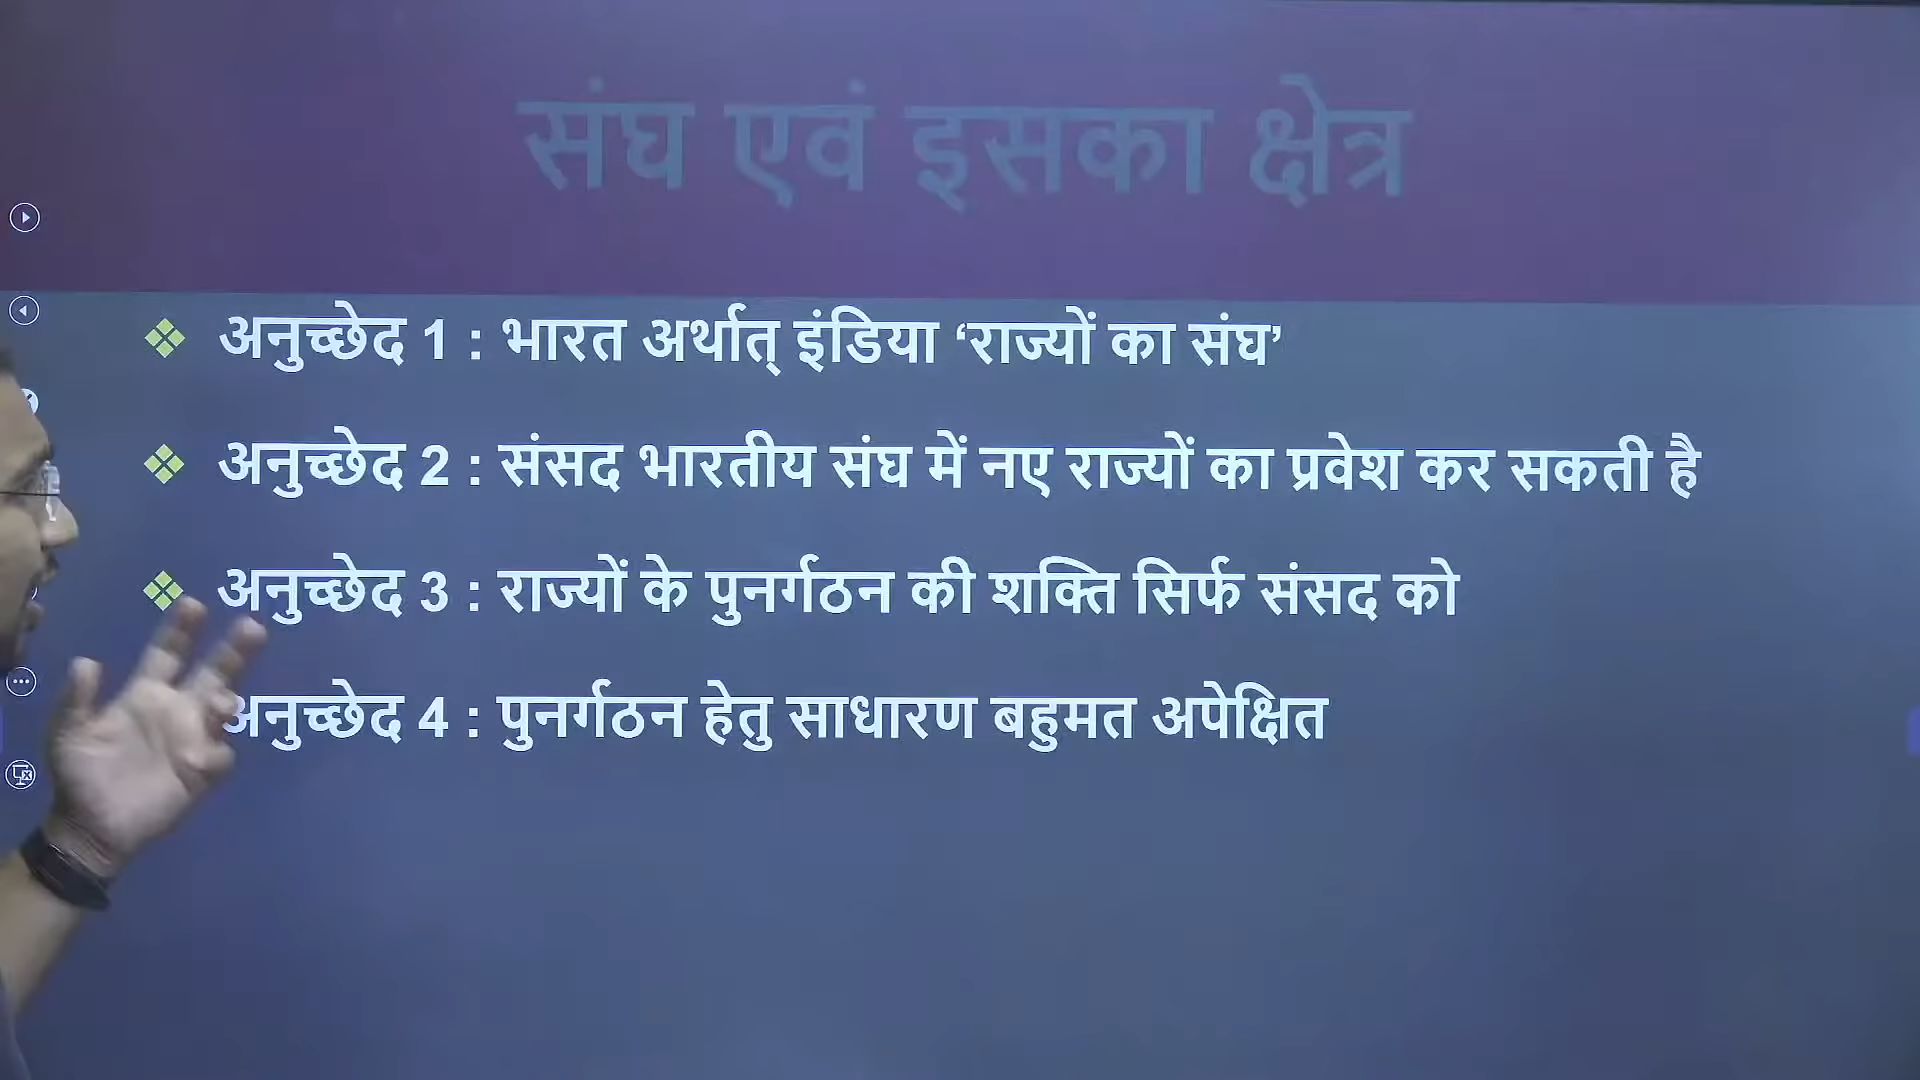 संघ एवं इसका क्षेत्र
अनुच्छेद 1 : भारत अर्थात् इंडिया ‘राज्यों का संघ’
अनुच्छेद 2 : संसद भारतीय संघ में नए राज्यों का प्रवेश कर सकती है
अनुच्छेद 3 : राज्यों के पुनर्गठन की शक्ति सिर्फ संसद को
अनुच्छेद 4 : पुनर्गठन हेतु साधारण बहुमत अपेक्षित